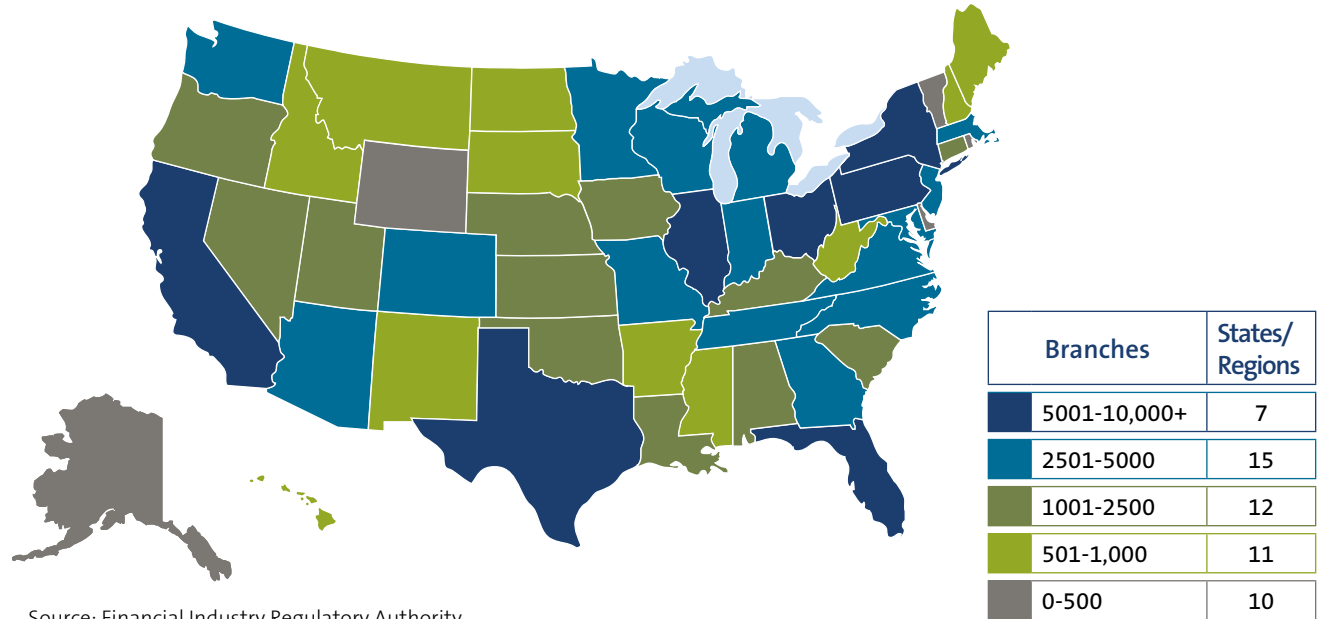 Branches States/
Regions
5001-10,000+ 7
2501-5000 15
1001-2500 12
501-1,000 11
0-500 10
Source: Financial Industry Regulatory Authority